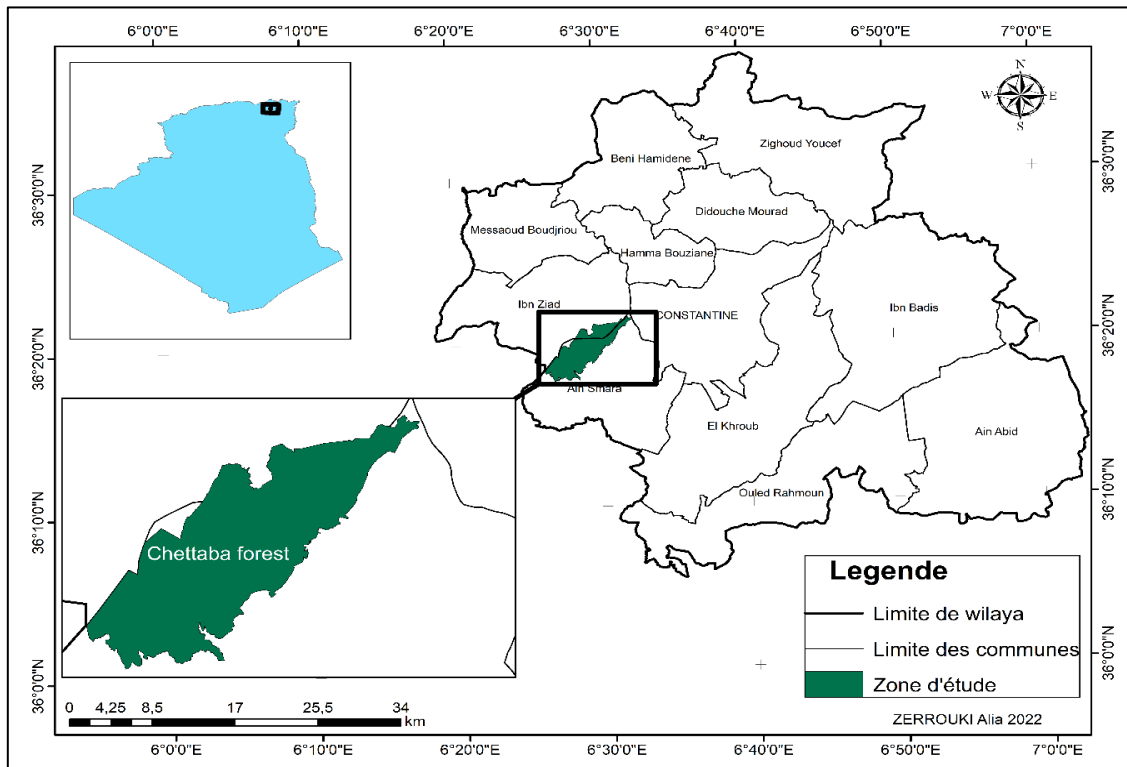 6°0'0"E 6°10'0"E 6°20'0"E 6°30'0"E 6°40'0"E 6°50'0"E 7°0'0"E
N
W E
S
36°30'0"N
36°20'0"N
36°10'0"N
36°0'0"N
36°30'0"N
36°20'0"N
36°10'0"N
36°0'0"N
Zighoud Youcef
Beni Hamidene
Didouche Mourad
Messaoud Boudjriou
Hamma Bouziane
Ibn Ziad
CONSTANTINE
Ibn Badis
Ain Smara
El Khroub
Ain Abid
Ouled Rahmoun
Chettaba forest
Legende
Limite de wilaya
Limite des communes
Zone d'étude
0 4,25 8,5 17 25,5 34
km
ZERROUKI Alia 2022
6°0'0"E 6°10'0"E 6°20'0"E 6°30'0"E 6°40'0"E 6°50'0"E 7°0'0"E